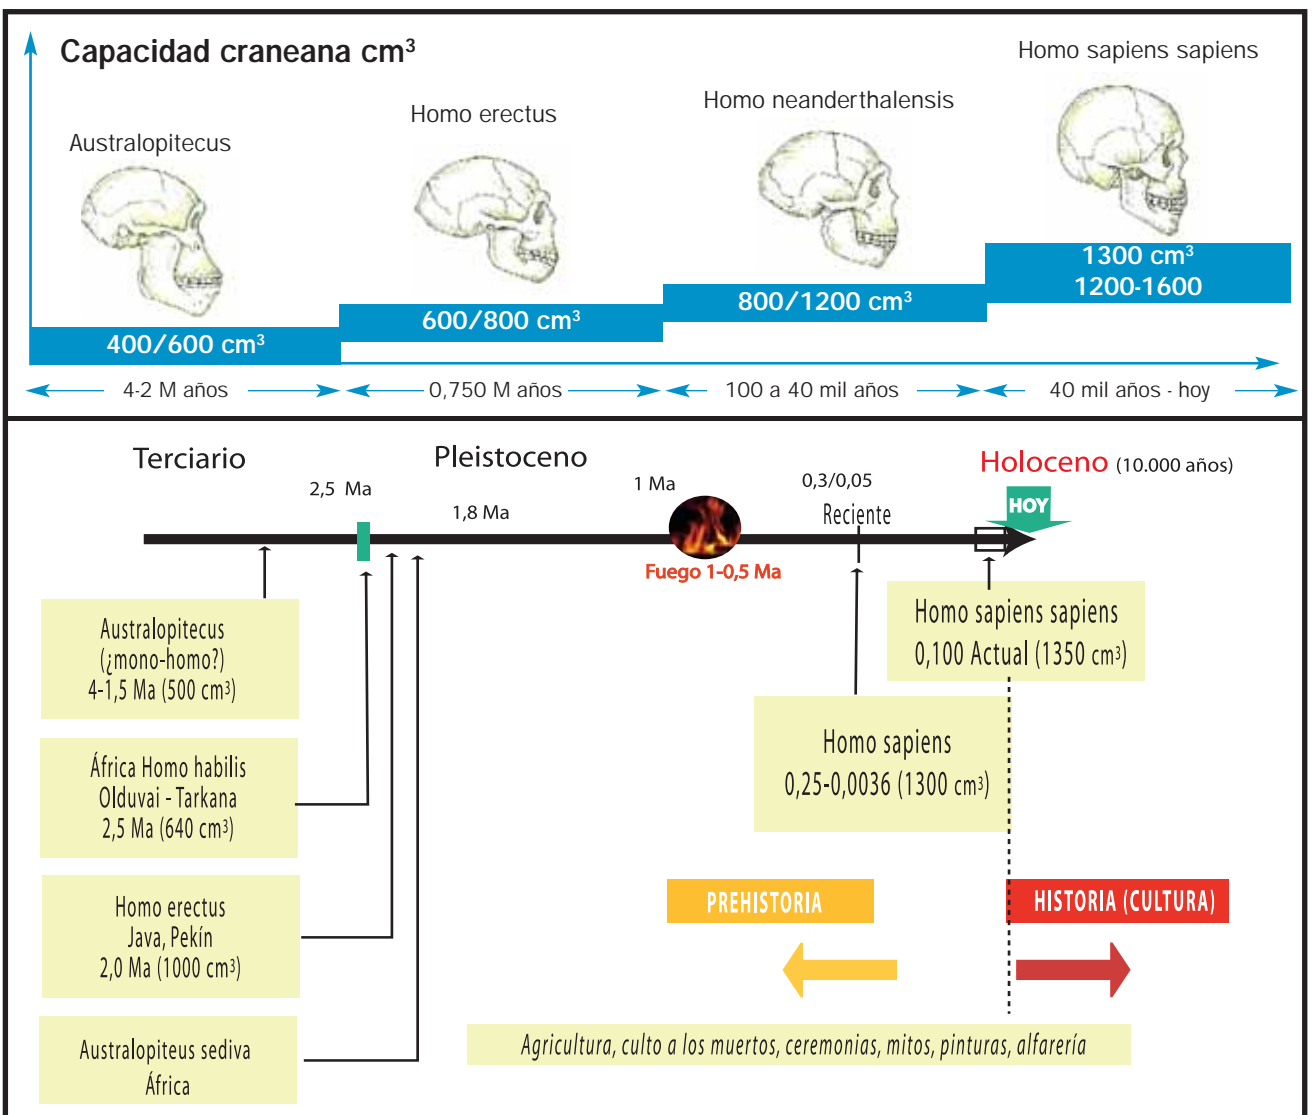 Capacidad craneana cm³
Australopitecus
Homo erectus
Homo neanderthalensis
Homo sapiens sapiens
400/600 cm³
600/800 cm³
800/1200 cm³
1300 cm³
1200-1600
4-2 M años
0,750 M años
100 a 40 mil años
40 mil años - hoy
Terciario
Pleistoceno
Holoceno (10.000 años)
2,5 Ma
1,8 Ma
1 Ma
0,3/0,05
Reciente
HOY
Fuego 1-0,5 Ma
Australopitecus
(¿mono-homo?)
4-1,5 Ma (500 cm³)
África Homo habilis
Olduvai - Tarkana
2,5 Ma (640 cm³)
Homo erectus
Java, Pekín
2,0 Ma (1000 cm³)
Australopiteus sediva
África
Homo sapiens sapiens
0,100 Actual (1350 cm³)
Homo sapiens
0,25-0,0036 (1300 cm³)
PREHISTORIA
HISTORIA (CULTURA)
Agricultura, culto a los muertos, ceremonias, mitos, pinturas, alfarería